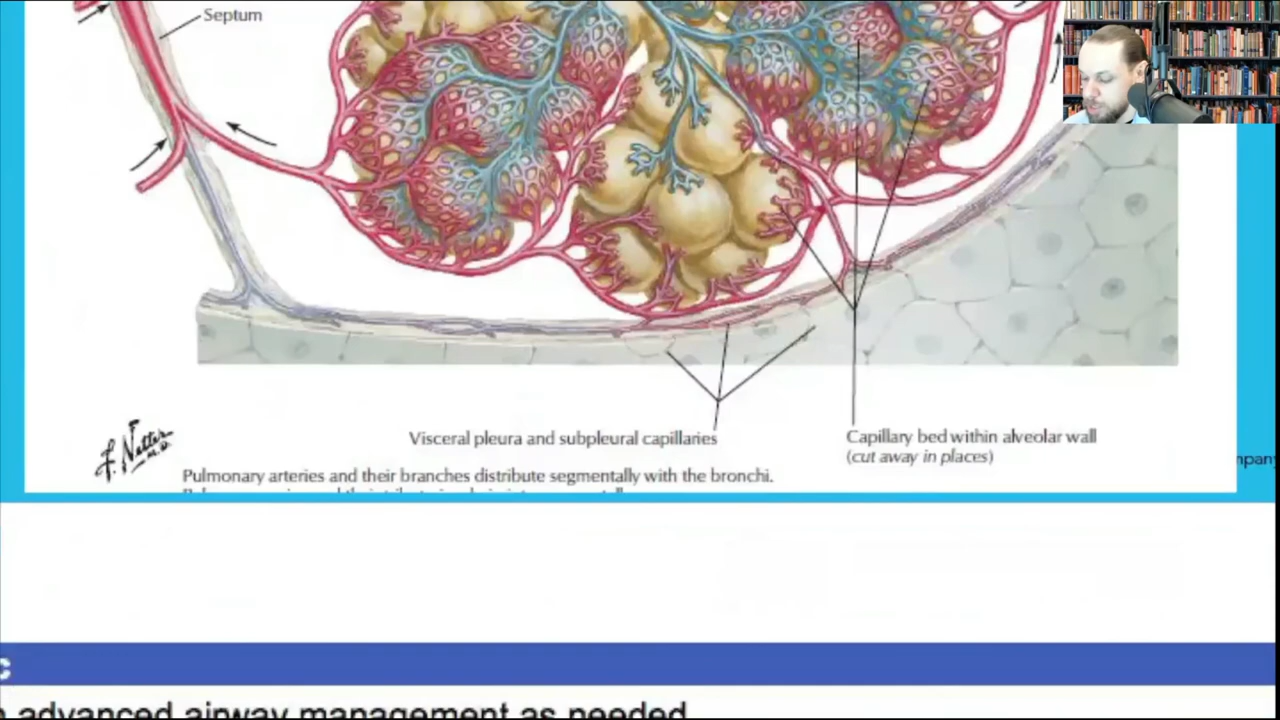 Septum
Visceral pleura and subpleural capillaries
Capillary bed within alveolar wall
(cut away in places)
F. Netter
M.D.
Pulmonary arteries and their branches distribute segmentally with the bronchi.
advanced airway management as needed